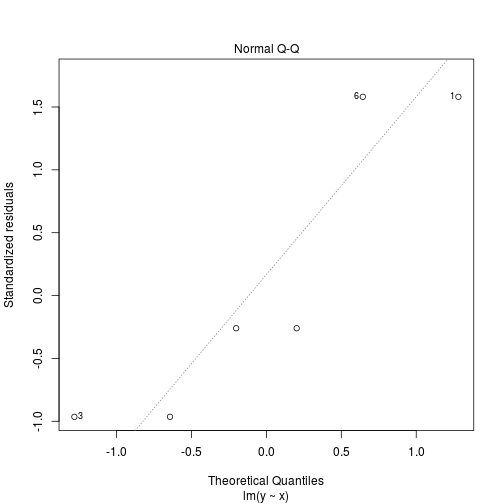 Normal Q-Q
Standardized residuals
1.5
1.0
0.5
0.0
-0.5
-1.0
6
1
3
-1.0 -0.5 0.0 0.5 1.0
Theoretical Quantiles
lm(y ~ x)